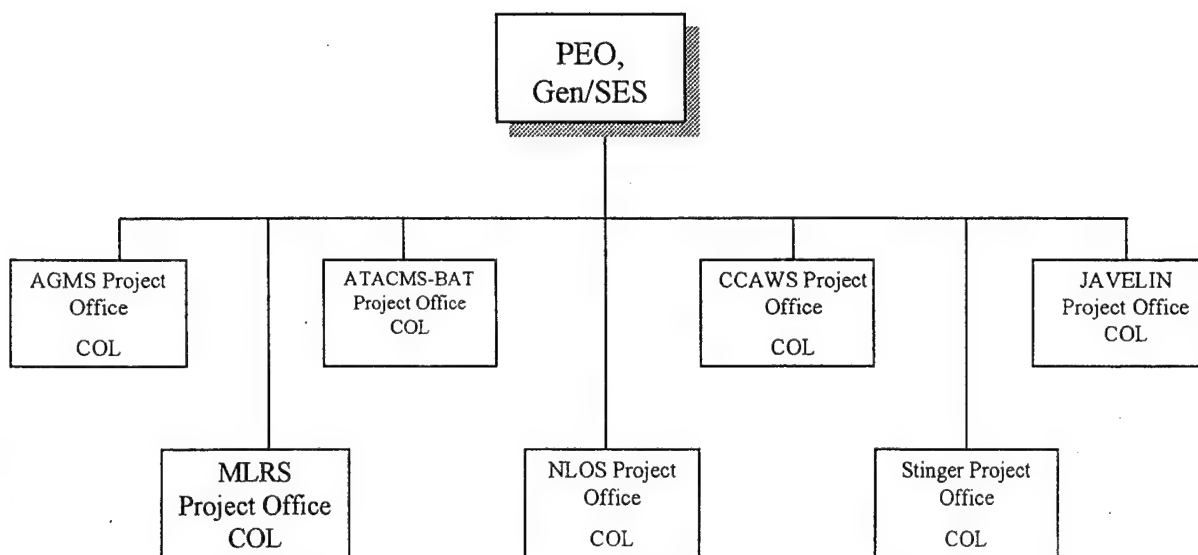 PEO,
Gen/SES
AGMS Project
Office
COL
ATACMS-BAT
Project Office
COL
CCAWS Project
Office
COL
JAVELIN
Project Office
COL
MLRS
Project Office
COL
NLOS Project
Office
COL
Stinger Project
Office
COL